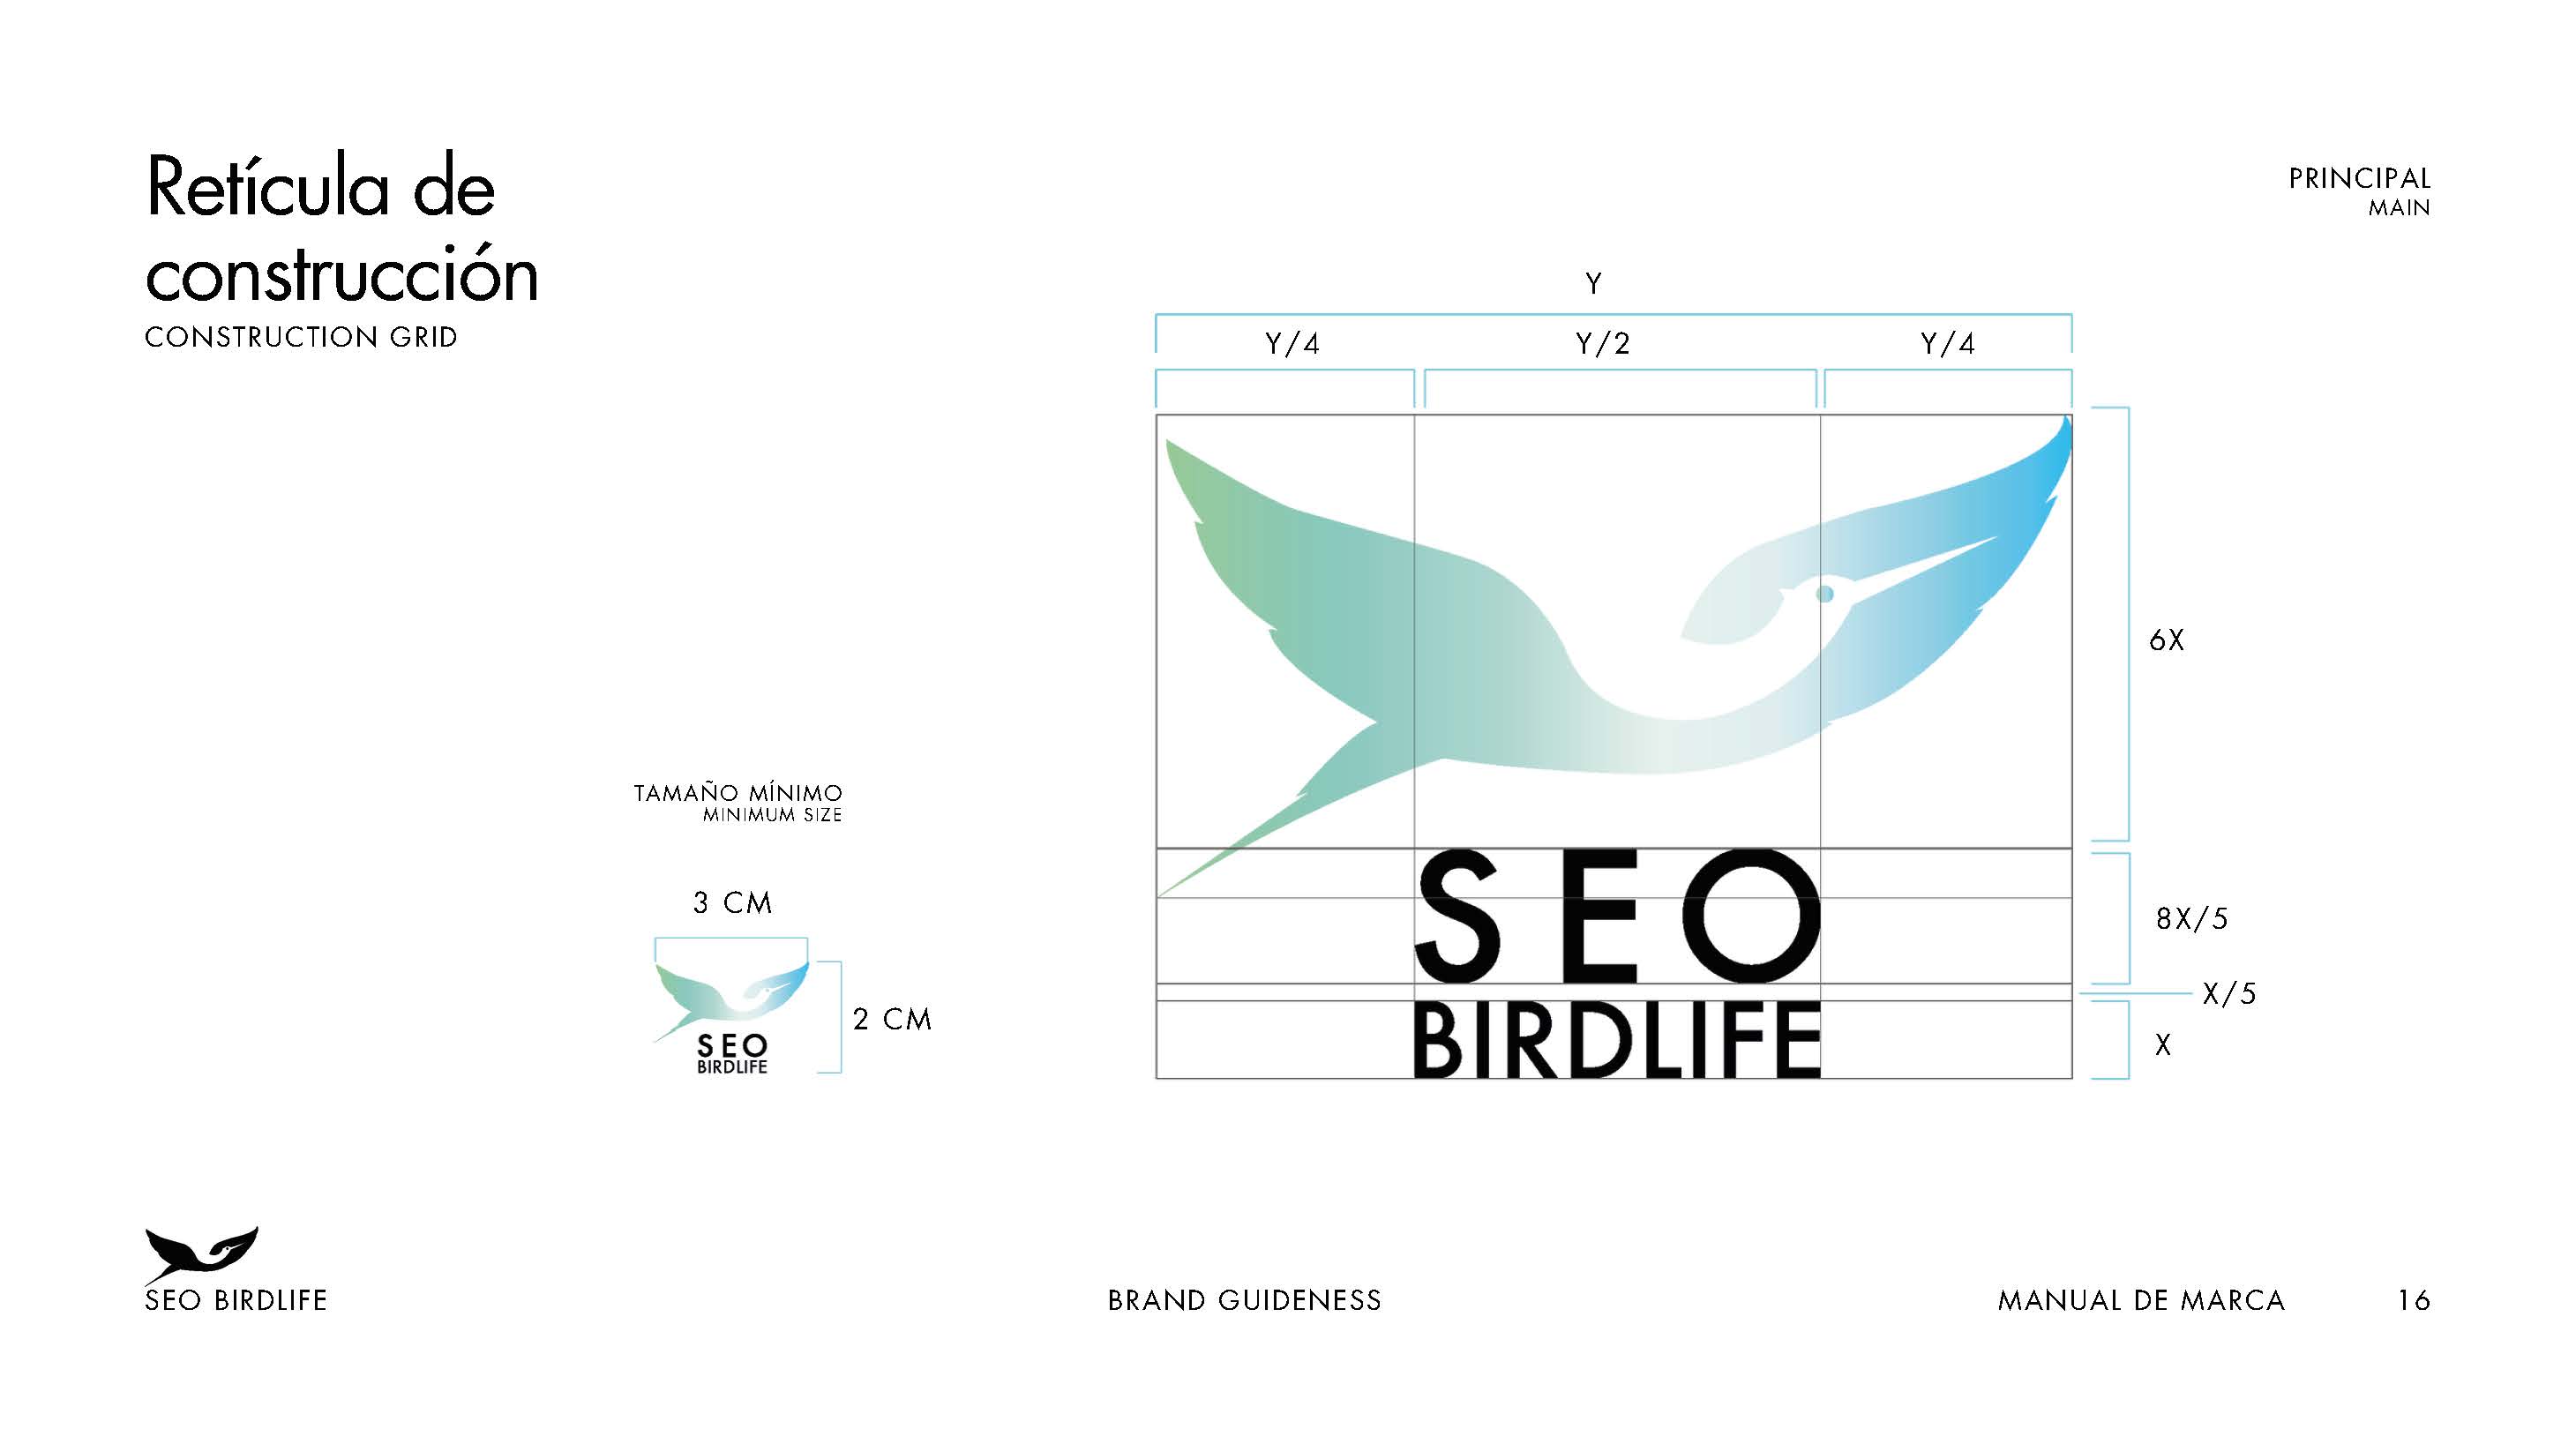 Retícula de
construcción
CONSTRUCTION GRID
PRINCIPAL
MAIN
Y
Y/4 Y/2 Y/4
6X
8X/5
X/5
X
SEO
BIRDLIFE
TAMAÑO MÍNIMO
MINIMUM SIZE
3 CM
2 CM
SEO
BIRDLIFE
SEO BIRDLIFE
BRAND GUIDENESS
MANUAL DE MARCA
16